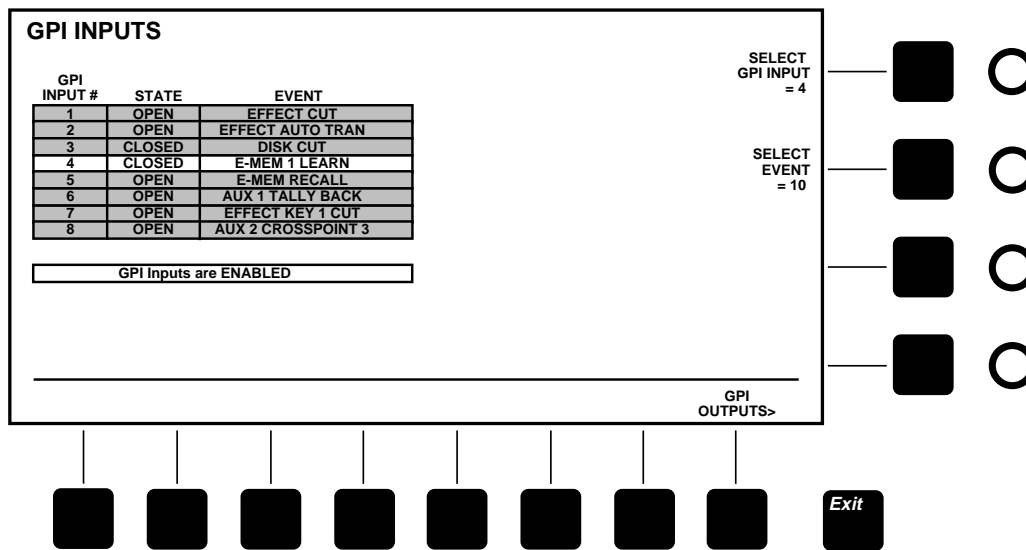 GPI INPUTS
SELECT
GPI INPUT
= 4
GPI
INPUT # STATE EVENT
1 OPEN EFFECT CUT
2 OPEN EFFECT AUTO TRAN
3 CLOSED DISK CUT
4 CLOSED E-MEM 1 LEARN
5 OPEN E-MEM RECALL
6 OPEN AUX 1 TALLY BACK
7 OPEN EFFECT KEY 1 CUT
8 OPEN AUX 2 CROSSPOINT 3
SELECT
EVENT
= 10
GPI Inputs are ENABLED
GPI
OUTPUTS>
Exit